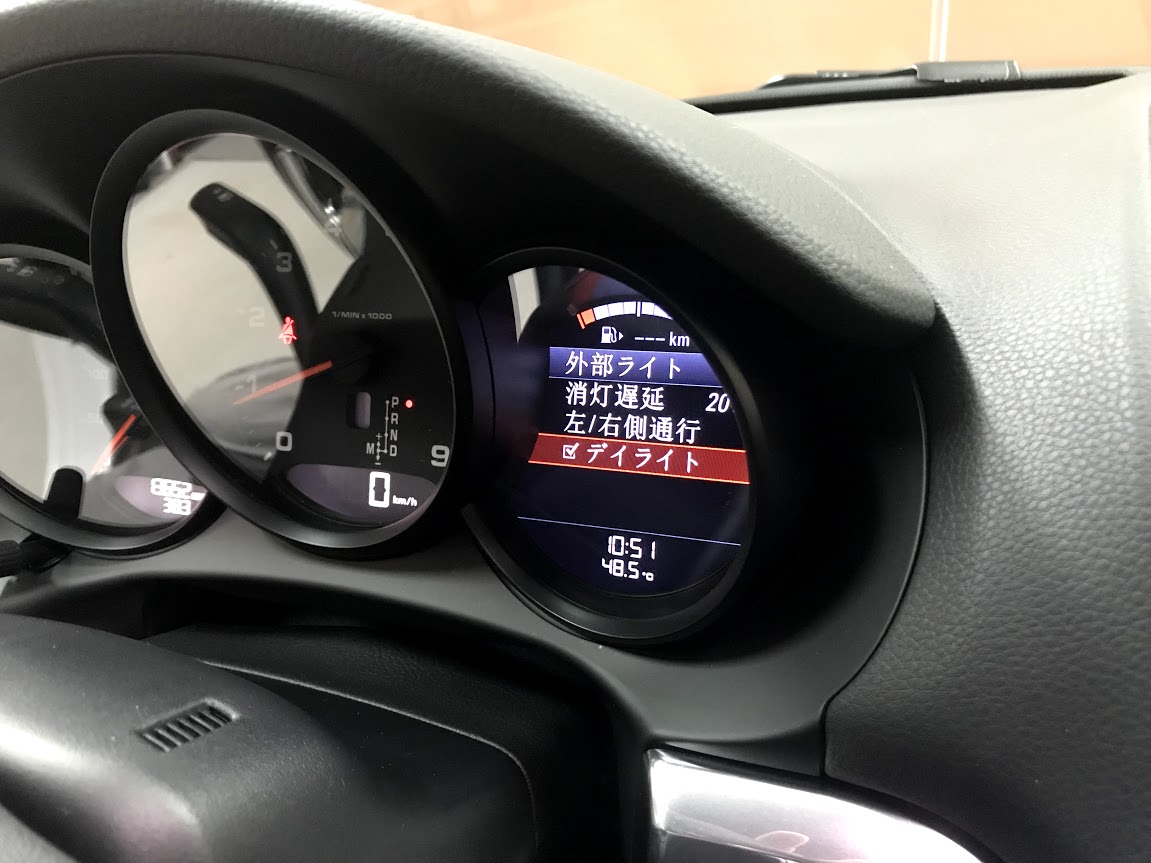 3
2
1
0
9
1/MIN x 1000
P
R
N
M D
+
-
0 km/h
--- km
外部ライト
消灯遅延 20
左/右側通行
デイライト
10:51
48.5 °C